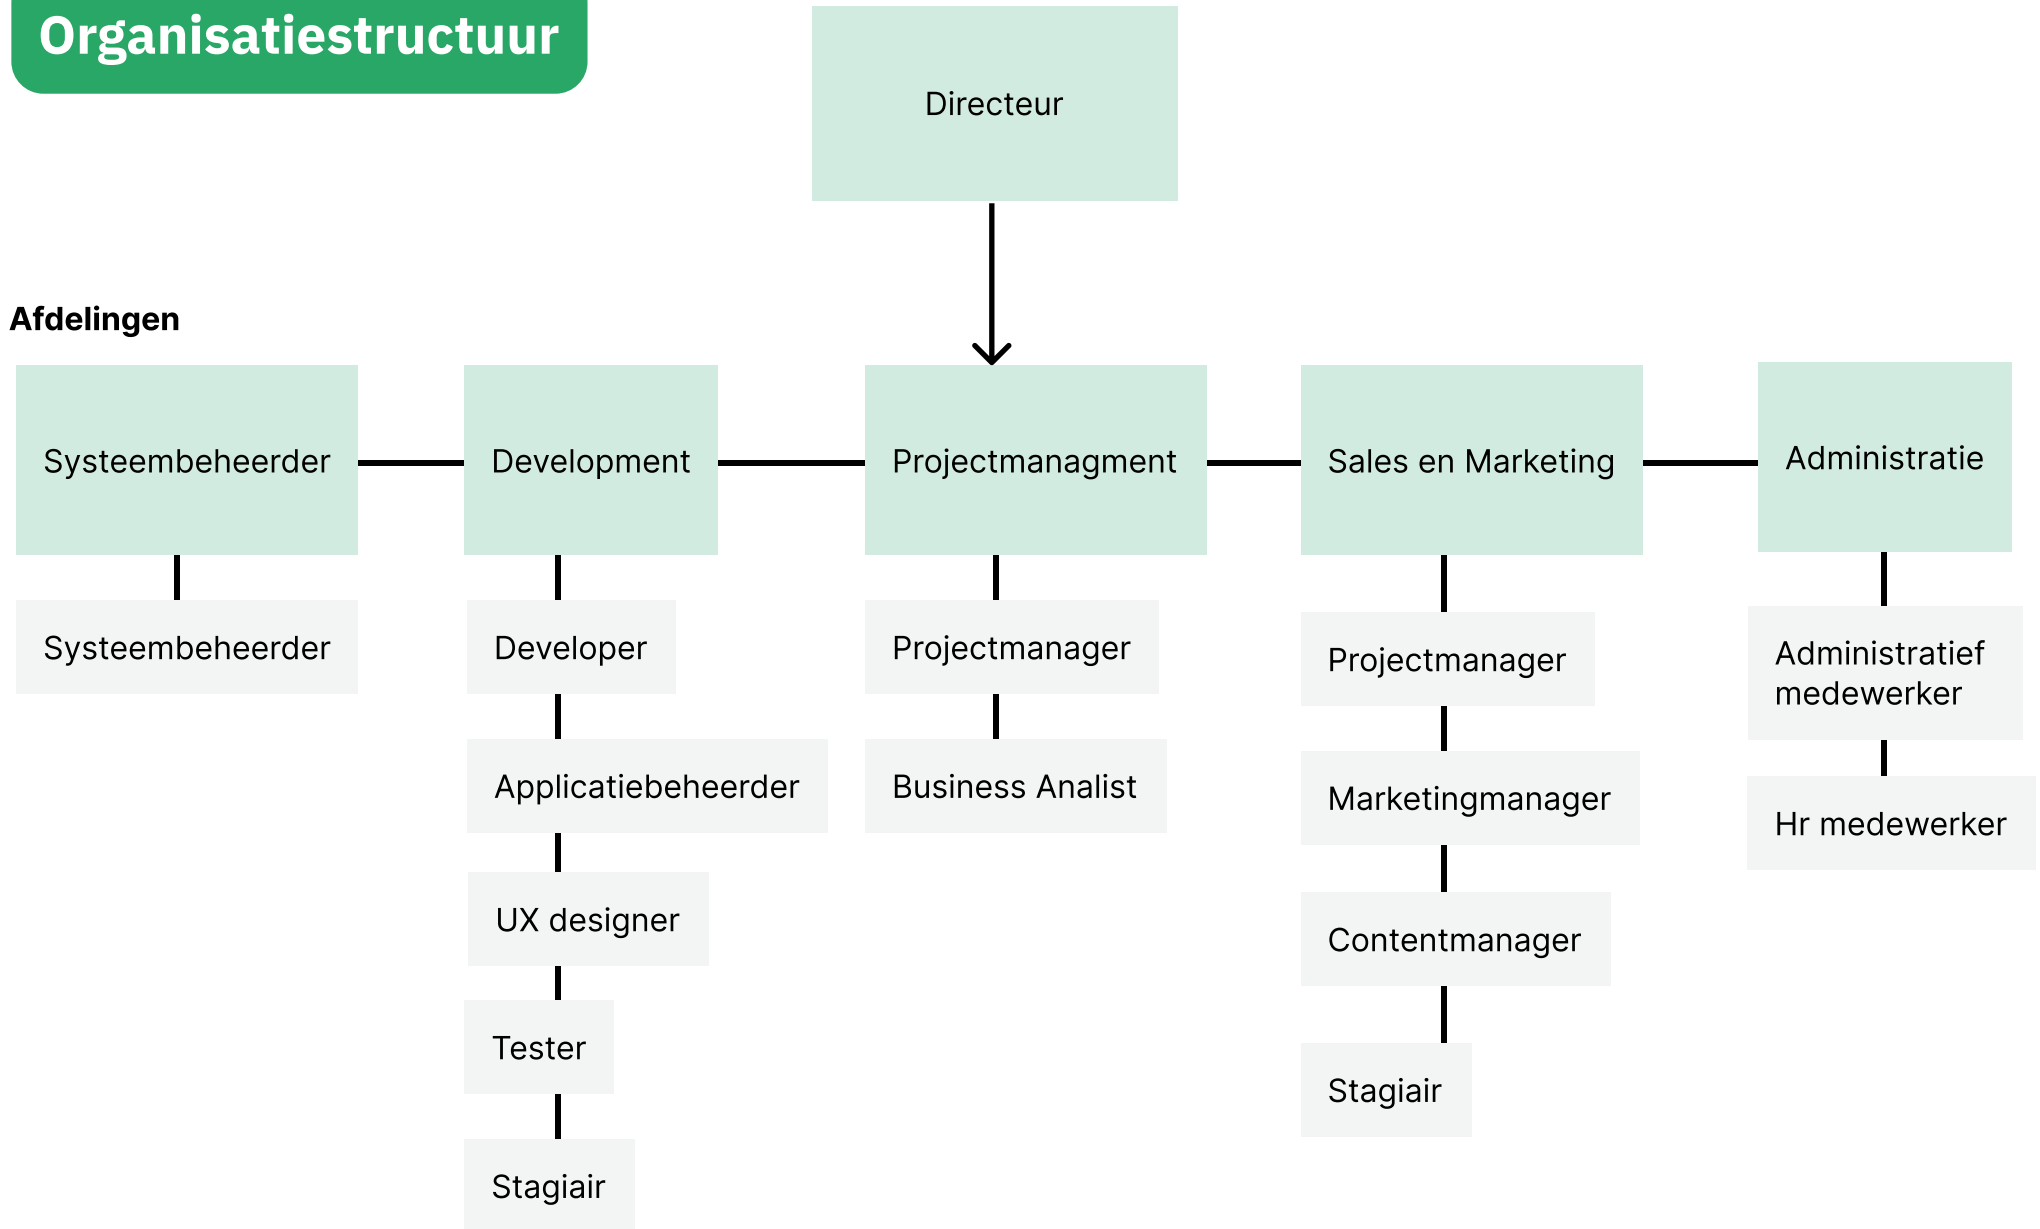 Organisatiestructuur
Directeur
Afdelingen
Systeembeheerder
Development
Projectmanagment
Sales en Marketing
Administratie
Systeembeheerder
Developer
Applicatiebeheerder
UX designer
Tester
Stagiair
Projectmanager
Business Analist
Projectmanager
Marketingmanager
Contentmanager
Stagiair
Administratief
medewerker
Hr medewerker